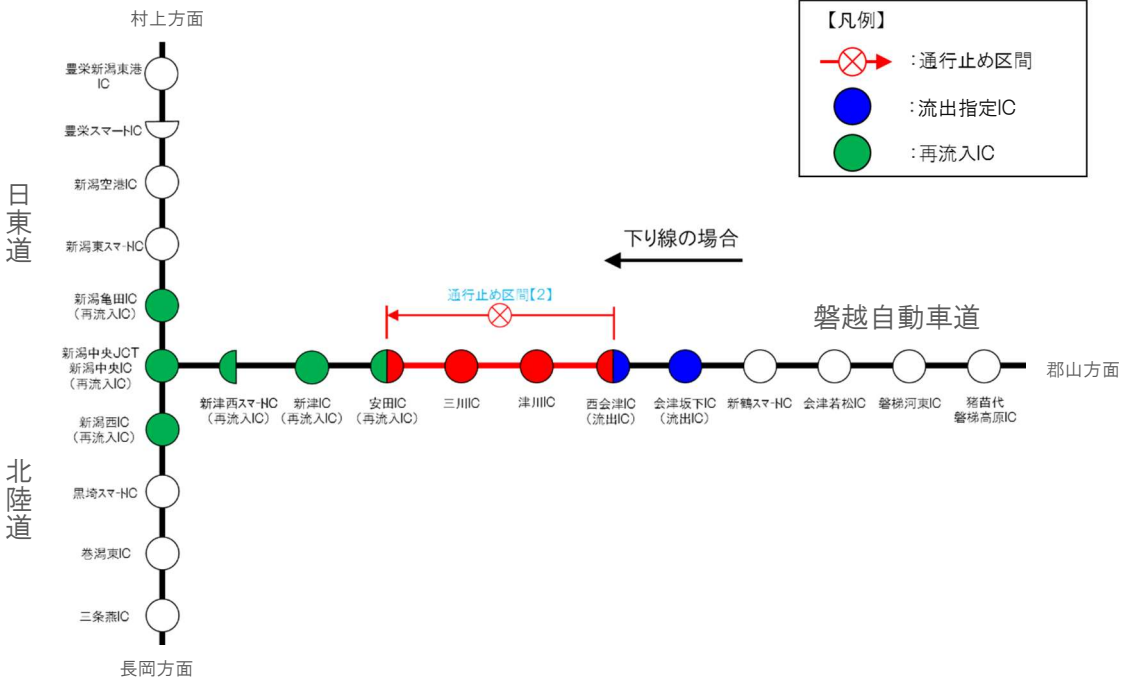 村上方面
【凡例】
：通行止め区間
：流出指定IC
：再流入IC
豊栄新潟東港
IC
豊栄スマートIC
新潟空港IC
新潟東スマートIC
新潟亀田IC
（再流入IC）
新潟中央JCT
新潟中央IC
（再流入IC）
新潟西IC
（再流入IC）
黒埼スマートIC
巻潟東IC
三条燕IC
長岡方面
日東道
北陸道
下り線の場合
通行止め区間【2】
磐越自動車道
郡山方面
新津西スマートIC
（再流入IC）
新津IC
（再流入IC）
安田IC
（再流入IC）
三川IC
津川IC
西会津IC
（流出IC）
会津坂下IC
（流出IC）
新鶴スマートIC
会津若松IC
磐梯河東IC
猪苗代
磐梯高原IC